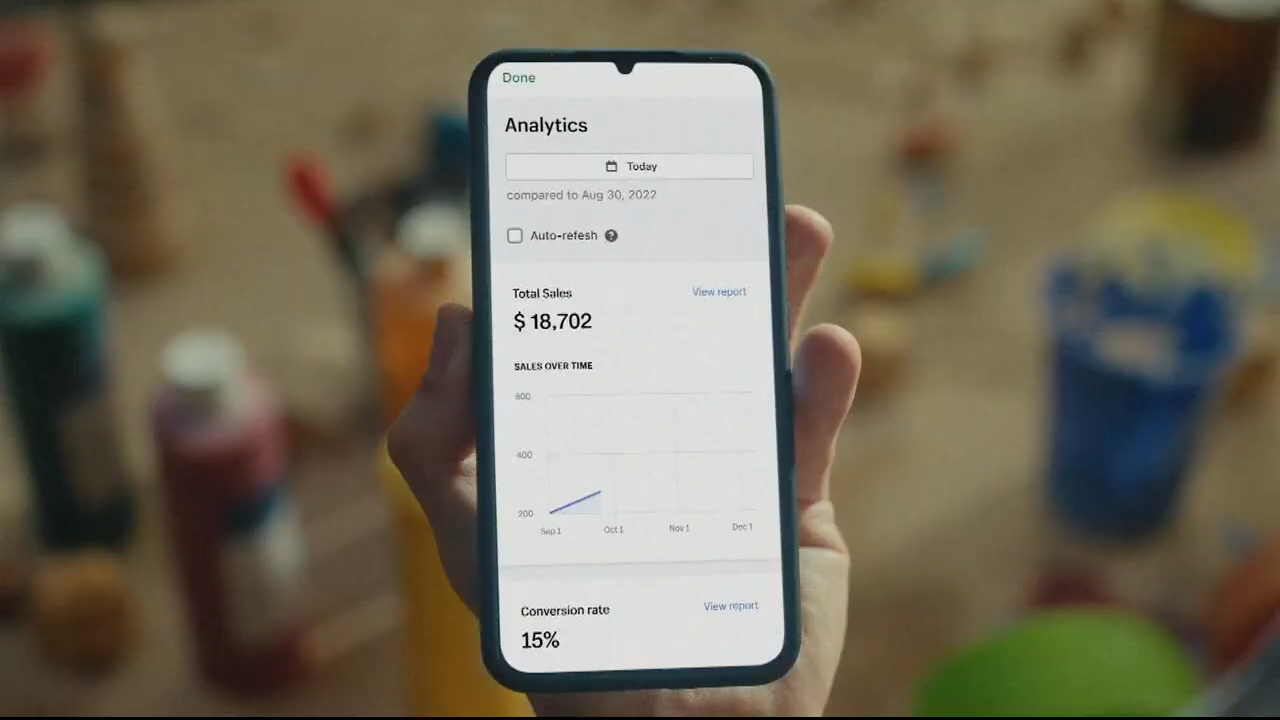 Done
Analytics
Today
compared to Aug 30, 2022
Auto-refesh ?
Total Sales View report
$ 18,702
SALES OVER TIME
800
400
200
Sep 1 Oct 1 Nov 1 Dec 1
Conversion rate View report
15%